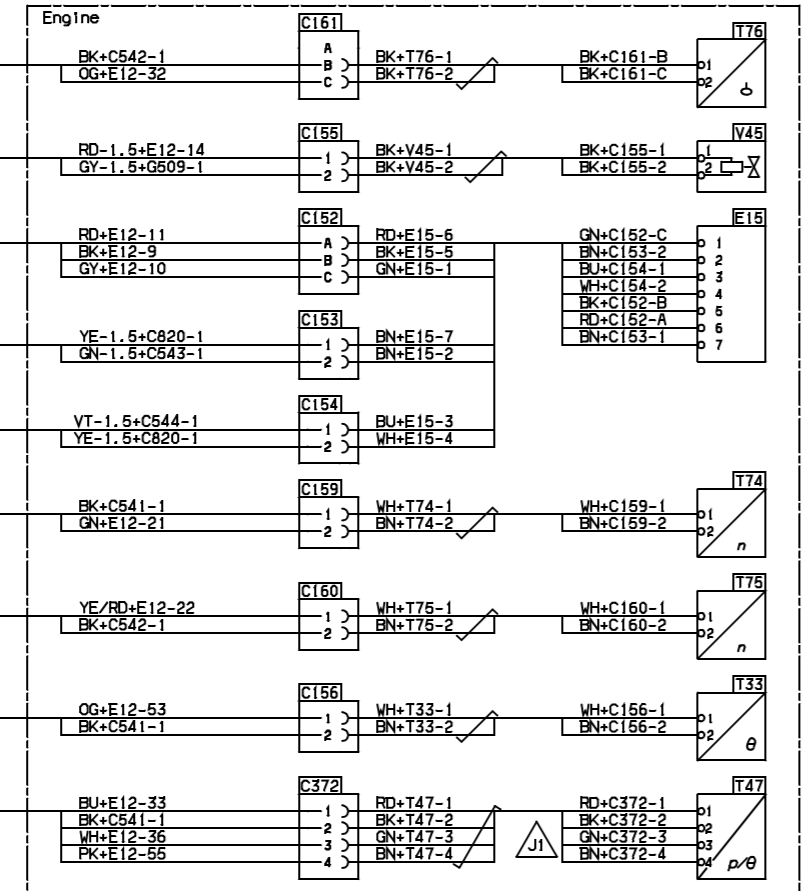 Engine
C161
T76
A
BK+C542-1
B
BK+T76-1
BK+C161-B
1
OG+E12-32
C
BK+T76-2
BK+C161-C
2
C155
V45
RD-1.5+E12-14
1
BK+V45-1
BK+C155-1
1
GY-1.5+G509-1
2
BK+V45-2
BK+C155-2
2
C152
E15
RD+E12-11
A
RD+E15-6
GN+C152-C
1
BK+E12-9
B
BK+E15-5
BN+C153-2
2
GY+E12-10
C
GN+E15-1
BU+C154-1
3
WH+C154-2
4
BK+C152-B
5
RD+C152-A
6
BN+C153-1
7
C153
YE-1.5+C820-1
1
BN+E15-7
GN-1.5+C543-1
2
BN+E15-2
C154
VT-1.5+C544-1
1
BU+E15-3
YE-1.5+C820-1
2
WH+E15-4
C159
T74
BK+C541-1
1
WH+T74-1
WH+C159-1
1
GN+E12-21
2
BN+T74-2
BN+C159-2
2
n
C160
T75
YE/RD+E12-22
1
WH+T75-1
WH+C160-1
1
BK+C542-1
2
BN+T75-2
BN+C160-2
2
n
C156
T33
OG+E12-53
1
WH+T33-1
WH+C156-1
1
BK+C541-1
2
BN+T33-2
BN+C156-2
2
θ
C372
T47
BU+E12-33
1
RD+T47-1
RD+C372-1
1
BK+C541-1
2
BK+T47-2
BK+C372-2
2
WH+E12-36
3
GN+T47-3
J1
GN+C372-3
3
PK+E12-55
4
BN+T47-4
BN+C372-4
4
p/θ